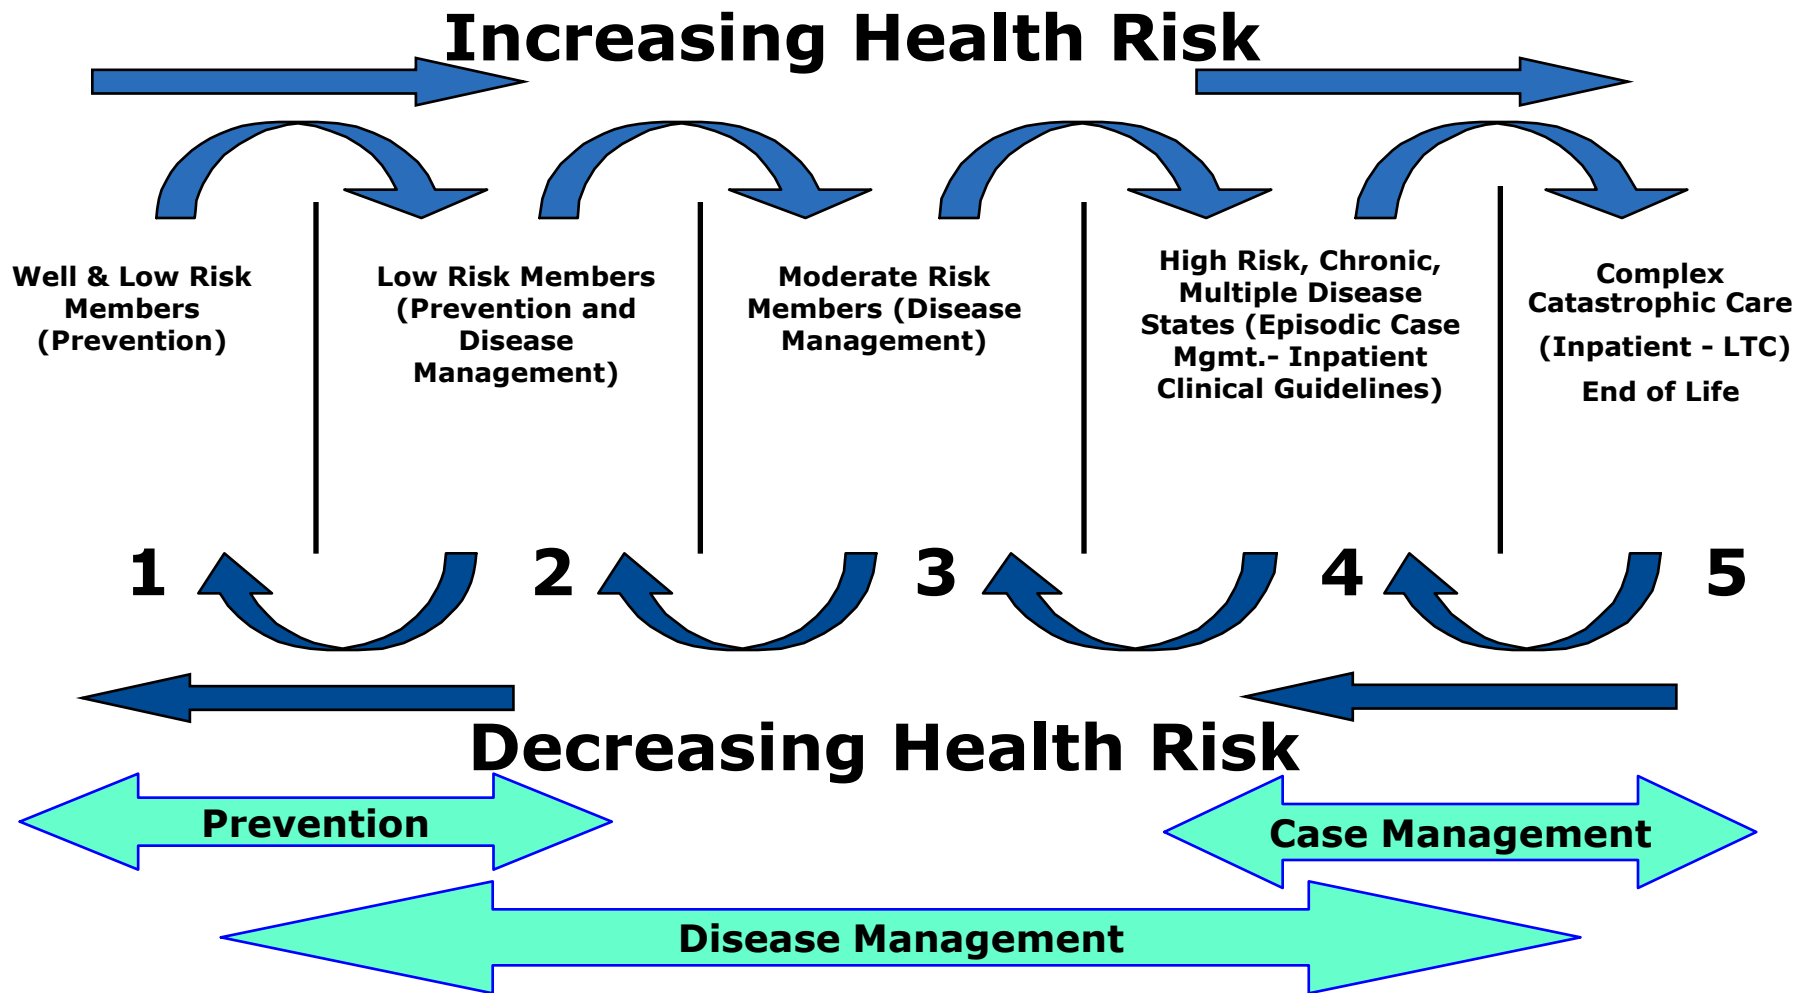 Increasing Health Risk
Well & Low Risk
Members
(Prevention)
Low Risk Members
(Prevention and
Disease
Management)
Moderate Risk
Members (Disease
Management)
High Risk, Chronic,
Multiple Disease
States (Episodic Case
Mgmt.- Inpatient
Clinical Guidelines)
Complex
Catastrophic Care
(Inpatient - LTC)
End of Life
1
2
3
4
5
Decreasing Health Risk
Prevention
Case Management
Disease Management